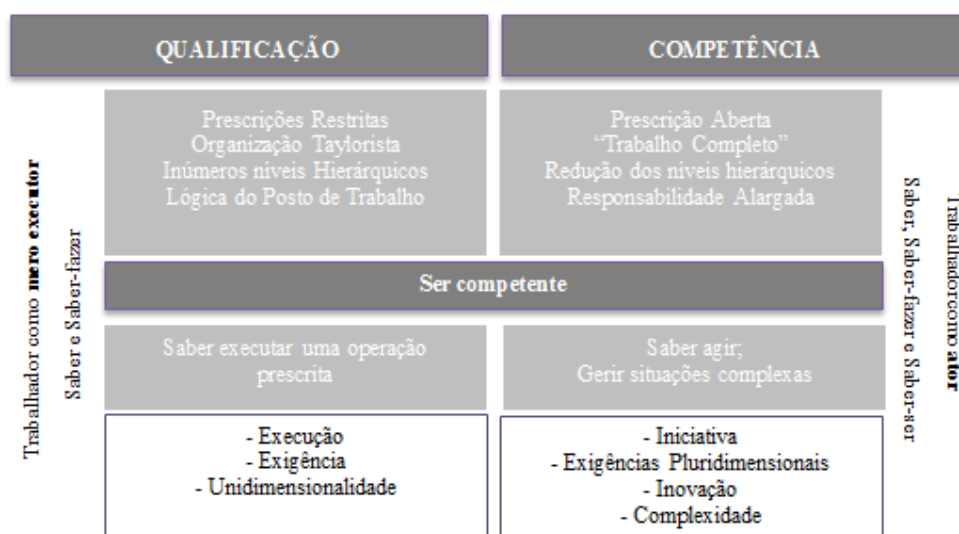 QUALIFICAÇÃO
COMPETÊNCIA
Trabalhador como mero executor
Saber e Saber-fazer
Prescrições Restritas
Organização Taylorista
Inúmeros níveis Hierárquicos
Lógica do Posto de Trabalho
Prescrição Aberta
“Trabalho Completo”
Redução dos níveis hierárquicos
Responsabilidade Alargada
Saber, Saber-fazer e Saber-ser
Trabalhador como ator
Ser competente
Saber executar uma operação
prescrita
Saber agir;
Gerir situações complexas
- Execução
- Exigência
- Unidimensionalidade
- Iniciativa
- Exigências Pluridimensionais
- Inovação
- Complexidade